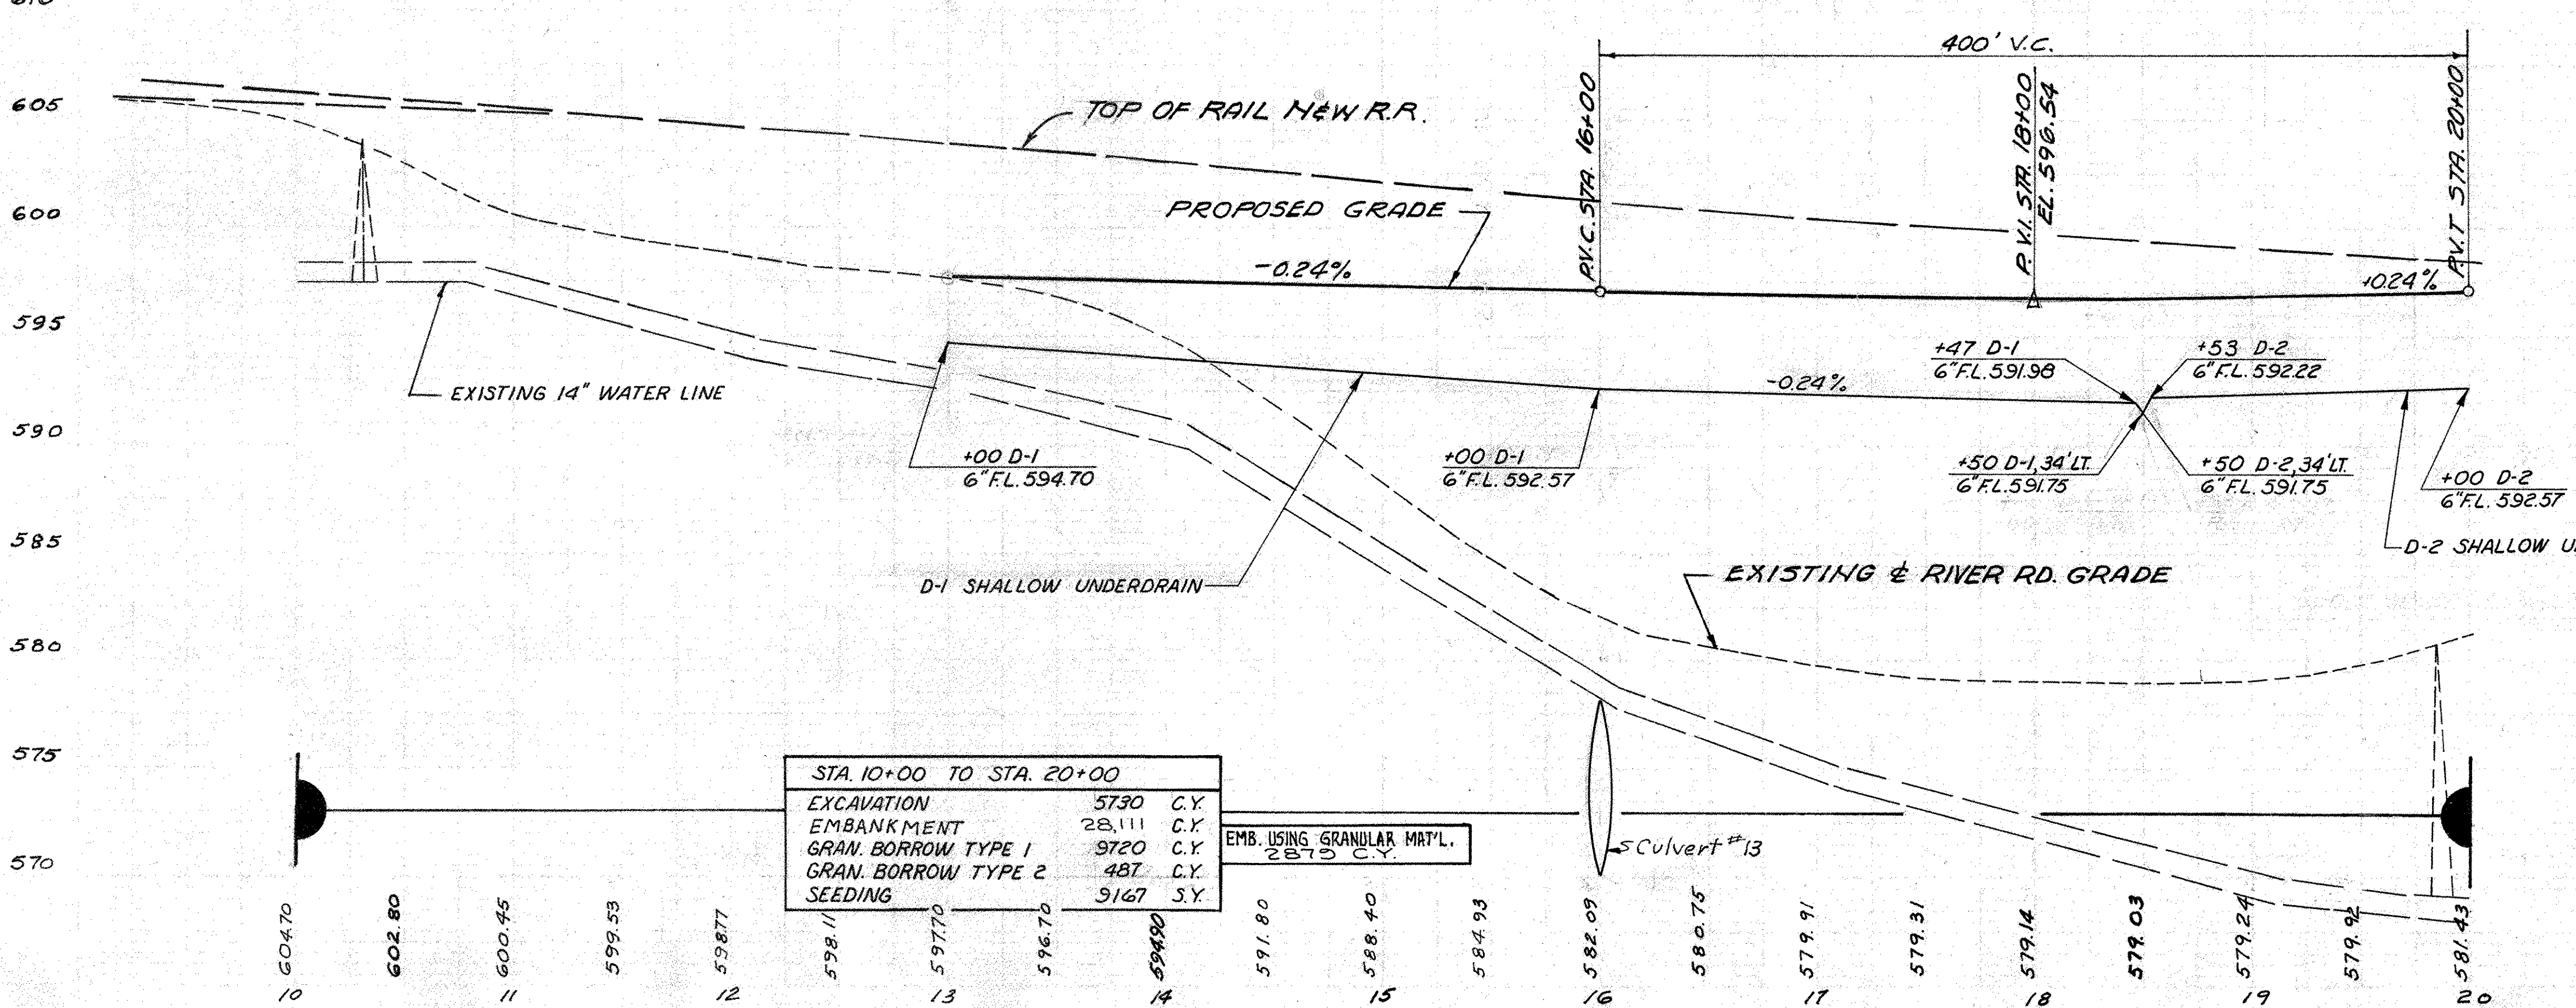 610
400' V.C.
605
TOP OF RAIL NEW R.R.
P.V.C. STA. 16+00
P.V.I. STA. 18+00
EL. 596.54
P.V.T STA. 20+00
600
PROPOSED GRADE
-0.24%
+0.24%
595
+47 D-1
6"F.L.591.98
+53 D-2
6"F.L.592.22
EXISTING 14" WATER LINE
-0.24%
590
+00 D-1
6"F.L.594.70
+00 D-1
6"F.L.592.57
+50 D-1,34'LT.
6"F.L.591.75
+50 D-2,34'LT.
6"F.L.591.75
+00 D-2
6"F.L.592.57
585
D-1 SHALLOW UNDERDRAIN
D-2 SHALLOW
EXISTING ℄ RIVER RD. GRADE
580
575
STA. 10+00 TO STA. 20+00
EXCAVATION 5730 C.Y.
EMBANKMENT 28,111 C.Y.
GRAN. BORROW TYPE 1 9720 C.Y.
GRAN. BORROW TYPE 2 487 C.Y.
SEEDING 9167 S.Y.
EMB. USING GRANULAR MAT'L.
2879 C.Y.
Culvert #13
570
604.70
602.80
600.45
599.53
598.77
598.11
597.70
596.70
594.90
591.80
588.40
584.93
582.09
580.75
579.91
579.31
579.14
579.03
579.24
579.92
581.43
10 11 12 13 14 15 16 17 18 19 20